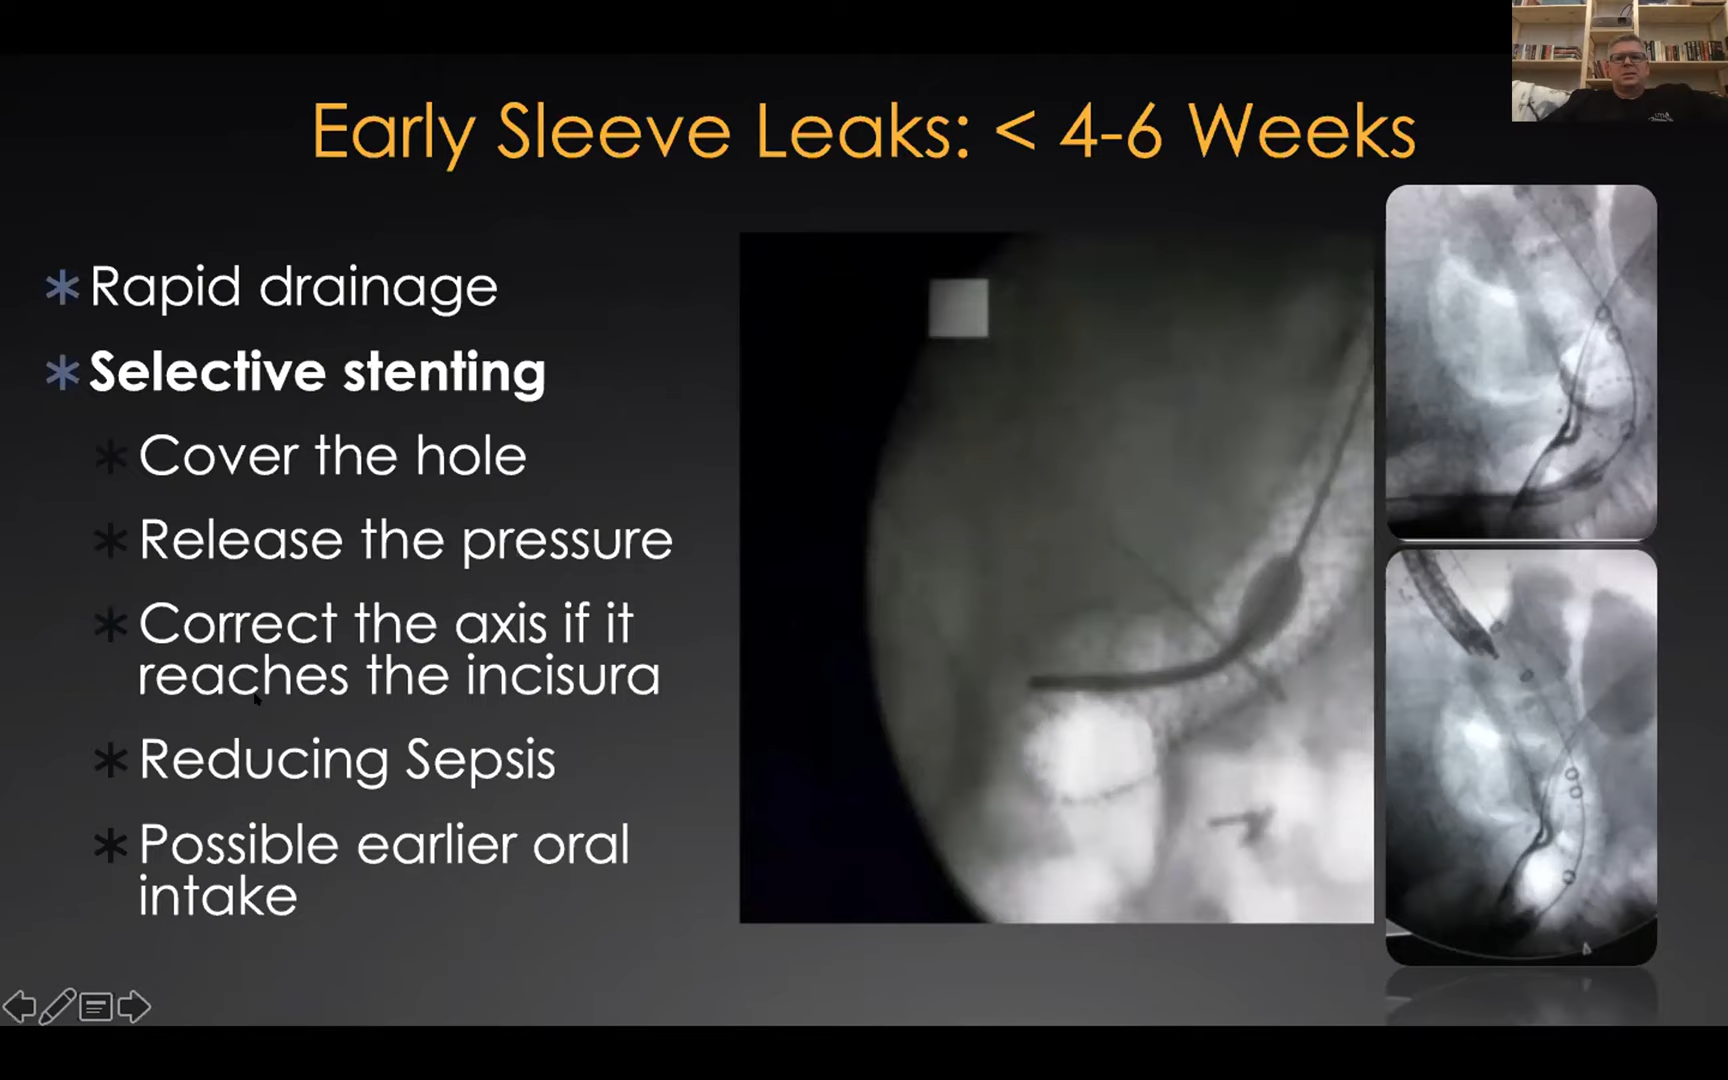 Early Sleeve Leaks: < 4-6 Weeks
Rapid drainage
Selective stenting
Cover the hole
Release the pressure
Correct the axis if it
reaches the incisura
Reducing Sepsis
Possible earlier oral
intake